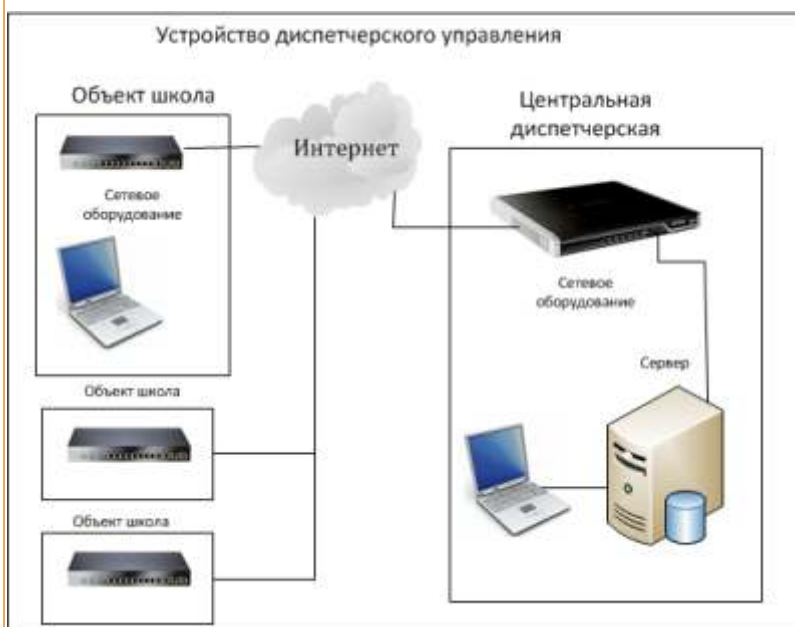 Устройство диспетчерского управления
Объект школа
Интернет
Центральная
диспетчерская
Сетевое
оборудование
Сетевое
оборудование
Сервер
Объект школа
Объект школа